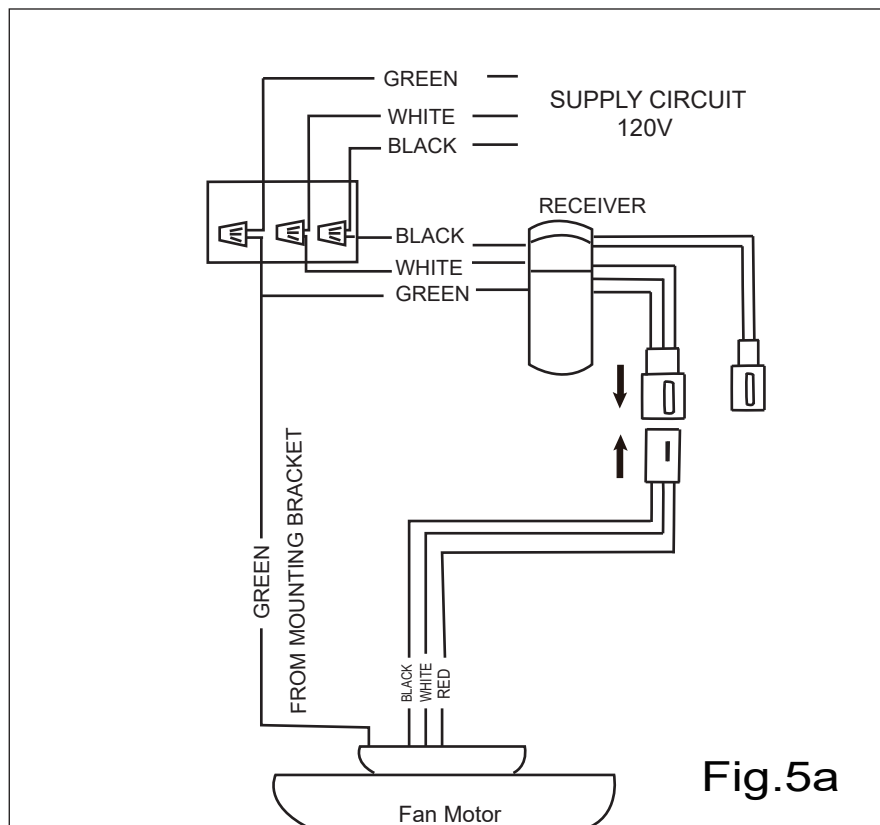 GREEN
WHITE
BLACK
SUPPLY CIRCUIT
120V
RECEIVER
BLACK
WHITE
GREEN
GREEN
FROM MOUNTING BRACKET
BLACK
WHITE
RED
Fig.5a
Fan Motor